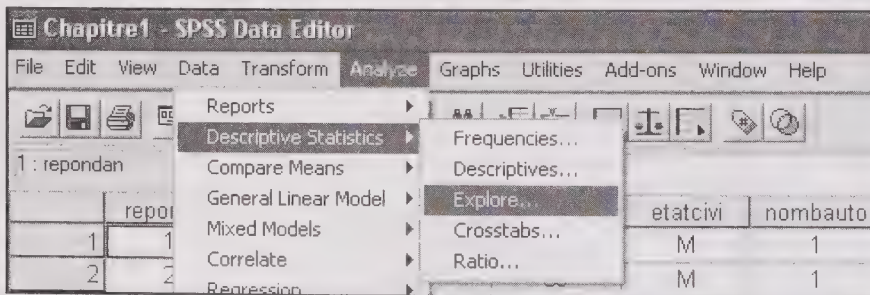 Chapitre1 - SPSS Data Editor
File Edit View Data Transform Analyze Graphs Utilities Add-ons Window Help
Reports
Descriptive Statistics
Compare Means
General Linear Model
Mixed Models
Correlate
Regression
Frequencies...
Descriptives...
Explore...
Crosstabs...
Ratio...
1 : repondan
repor etatcivi nombauto
1 1 M 1
2 2 M 1